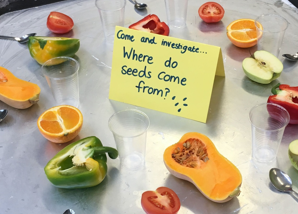 Come and investigate...
Where do
seeds come
from?